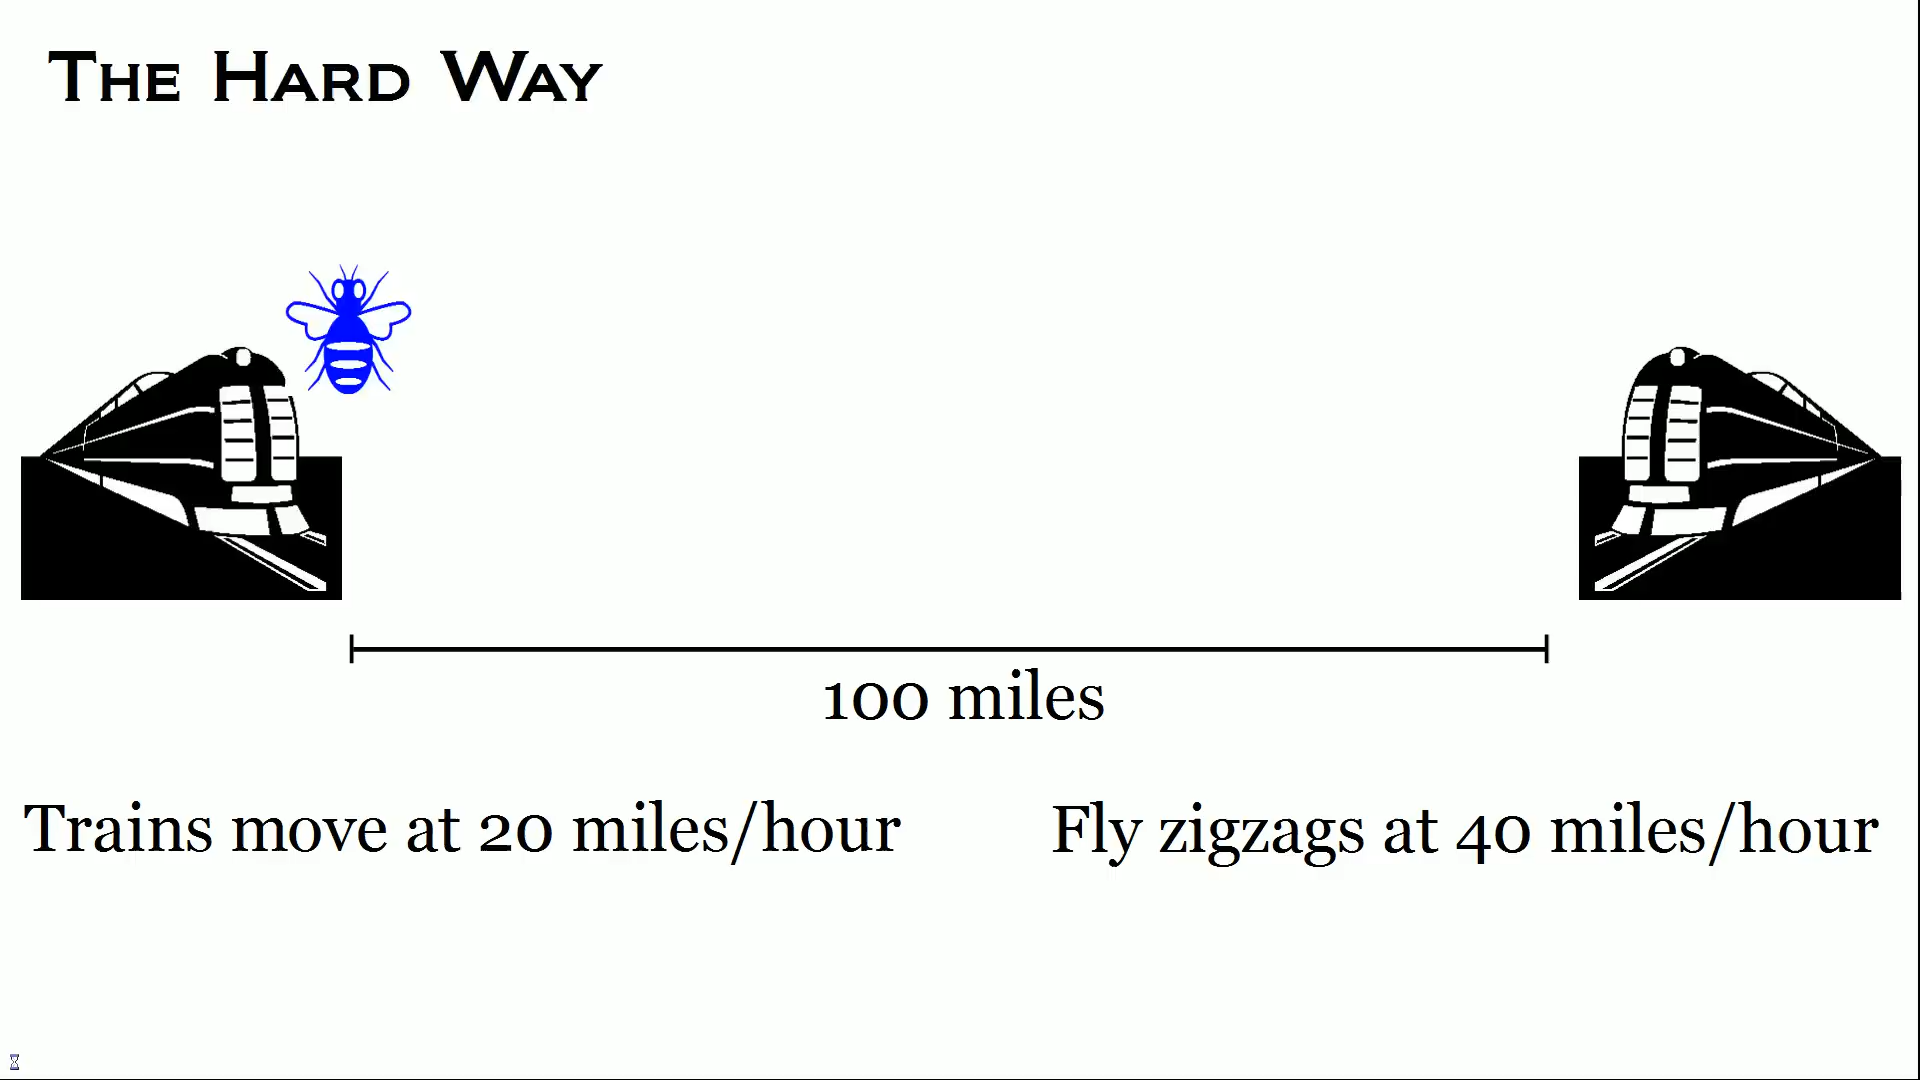 The Hard Way
100 miles
Trains move at 20 miles/hour
Fly zigzags at 40 miles/hour